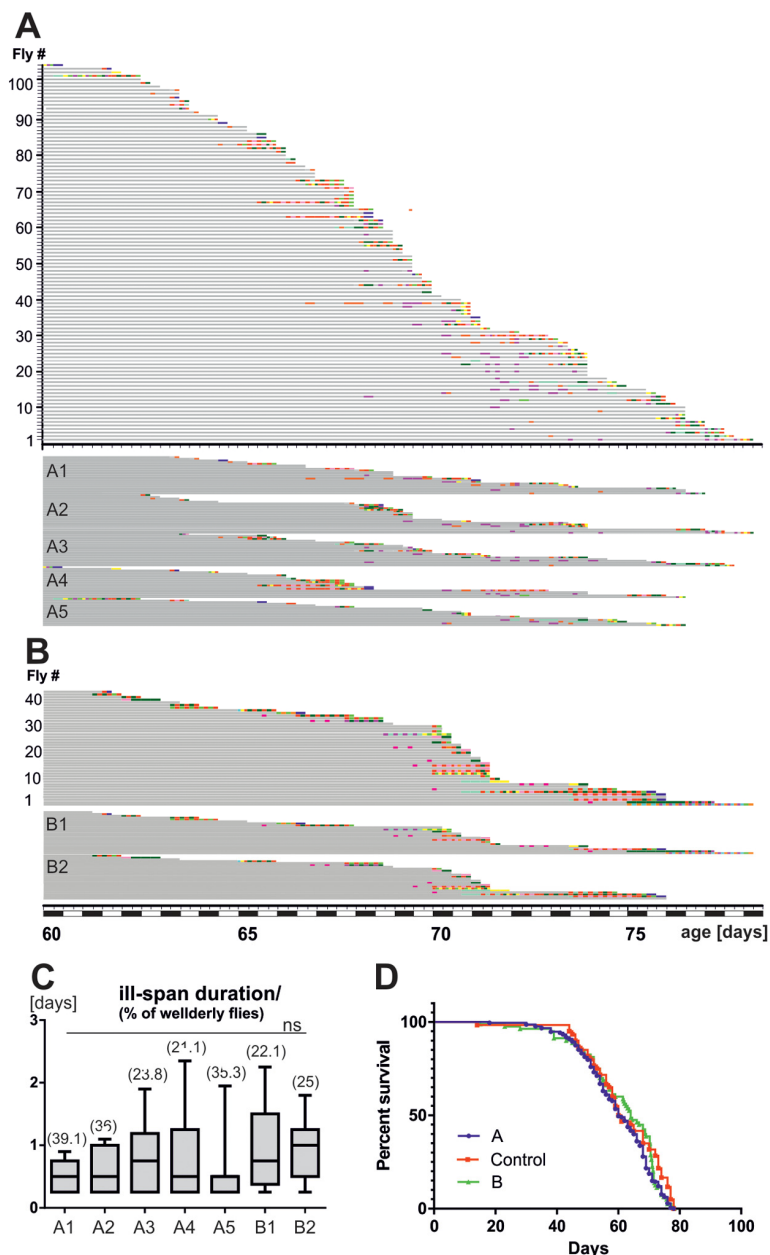 A
Fly #
100
90
80
70
60
50
40
30
20
10
1
A1
A2
A3
A4
A5
B
Fly #
40
30
20
10
1
B1
B2
60 65 70 75 age [days]
C
[days]
ill-span duration/
(% of wellderly flies)
ns
3
2
1
0
(39.1) (36) (23.8) (21.1) (35.3) (22.1) (25)
A1 A2 A3 A4 A5 B1 B2
D
Percent survival
100
50
0
A
Control
B
0 20 40 60 80 100
Days